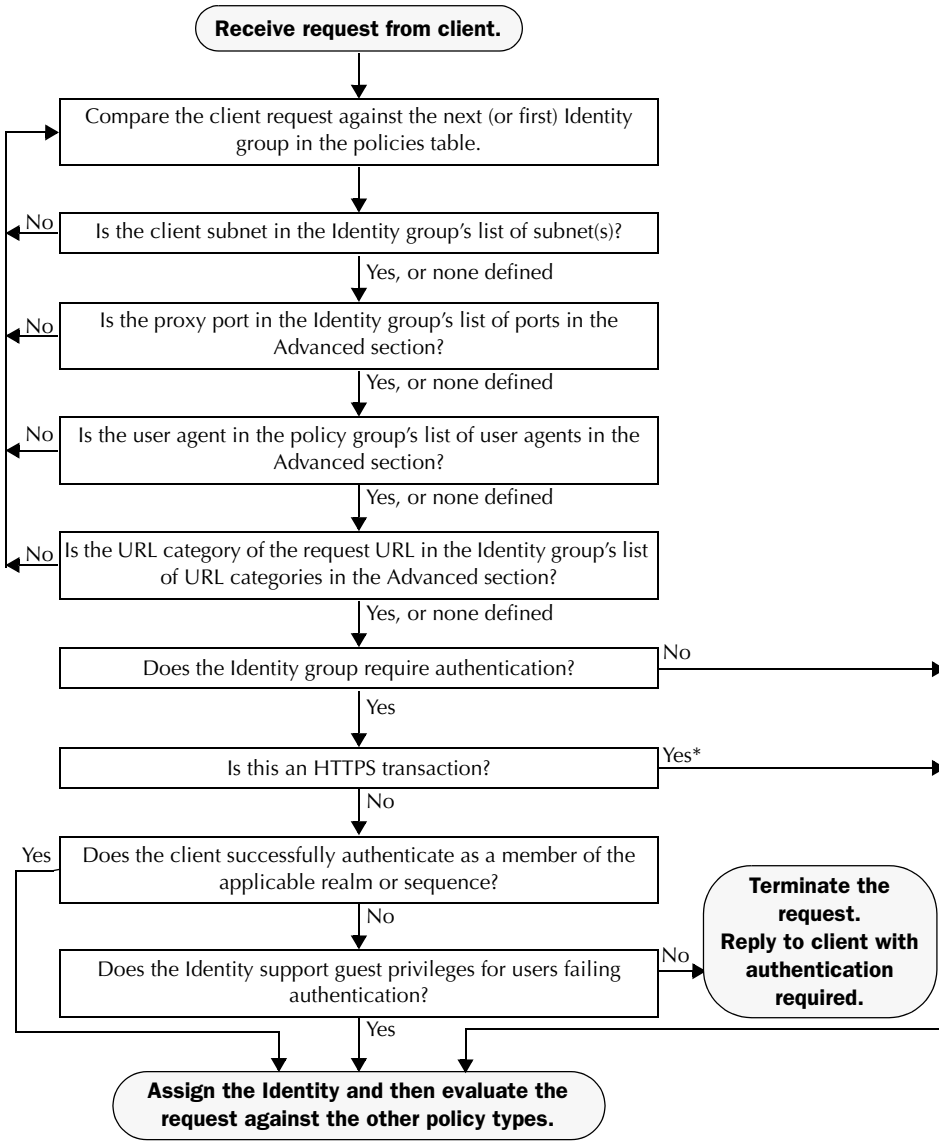 Receive request from client.
Compare the client request against the next (or first) Identity
group in the policies table.
No
Is the client subnet in the Identity group's list of subnet(s)?
Yes, or none defined
No
Is the proxy port in the Identity group's list of ports in the
Advanced section?
Yes, or none defined
No
Is the user agent in the policy group's list of user agents in the
Advanced section?
Yes, or none defined
No
Is the URL category of the request URL in the Identity group's list
of URL categories in the Advanced section?
Yes, or none defined
Does the Identity group require authentication?
No
Yes
Is this an HTTPS transaction?
Yes*
No
Yes
Does the client successfully authenticate as a member of the
applicable realm or sequence?
No
Does the Identity support guest privileges for users failing
authentication?
No
Terminate the
request.
Reply to client with
authentication
required.
Yes
Assign the Identity and then evaluate the
request against the other policy types.